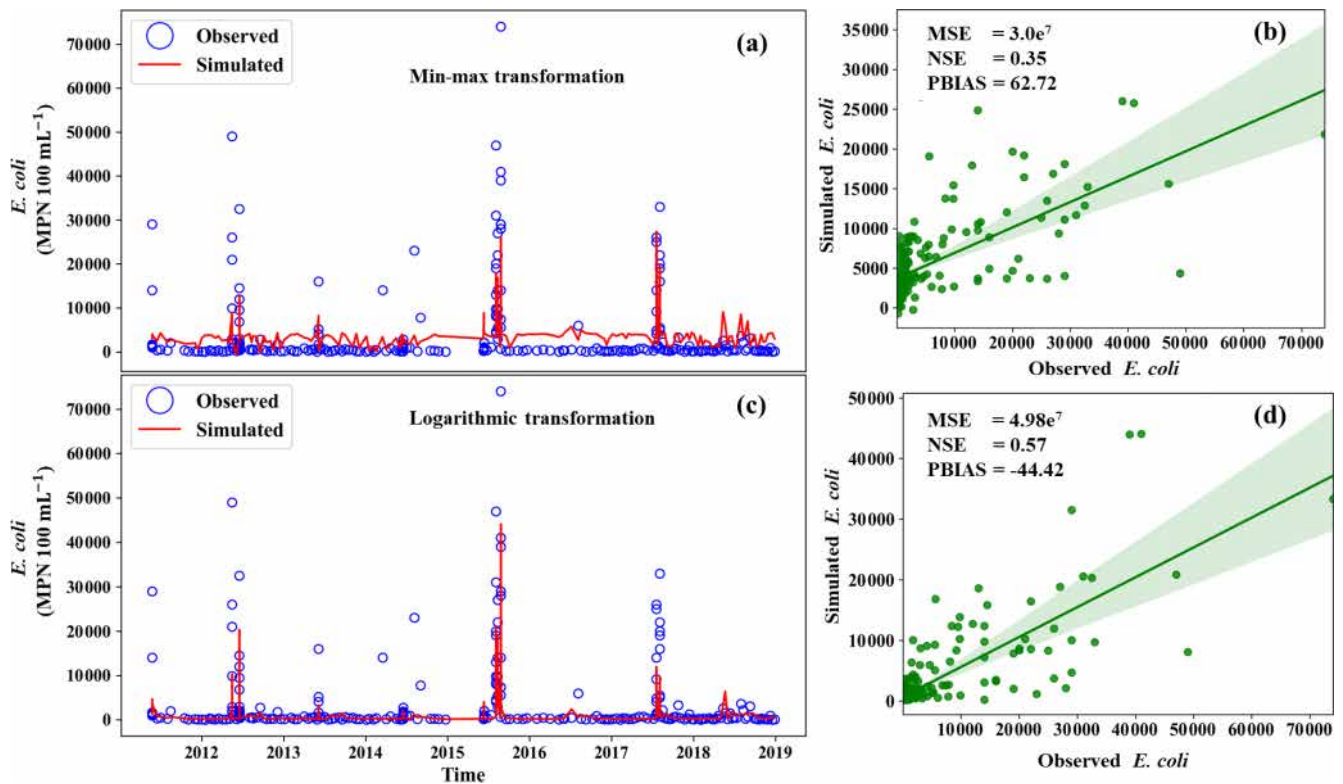 Observed
Simulated
(a)
Min-max transformation
70000
60000
50000
40000
30000
20000
10000
0
E. coli
(MPN 100 mL⁻¹)
(b)
MSE = 3.0e⁷
NSE = 0.35
PBIAS = 62.72
35000
30000
25000
20000
15000
10000
5000
0
Simulated E. coli
10000 20000 30000 40000 50000 60000 70000
Observed E. coli
Observed
Simulated
(c)
Logarithmic transformation
70000
60000
50000
40000
30000
20000
10000
0
E. coli
(MPN 100 mL⁻¹)
2012 2013 2014 2015 2016 2017 2018 2019
Time
(d)
MSE = 4.98e⁷
NSE = 0.57
PBIAS = -44.42
50000
40000
30000
20000
10000
0
Simulated E. coli
10000 20000 30000 40000 50000 60000 70000
Observed E. coli